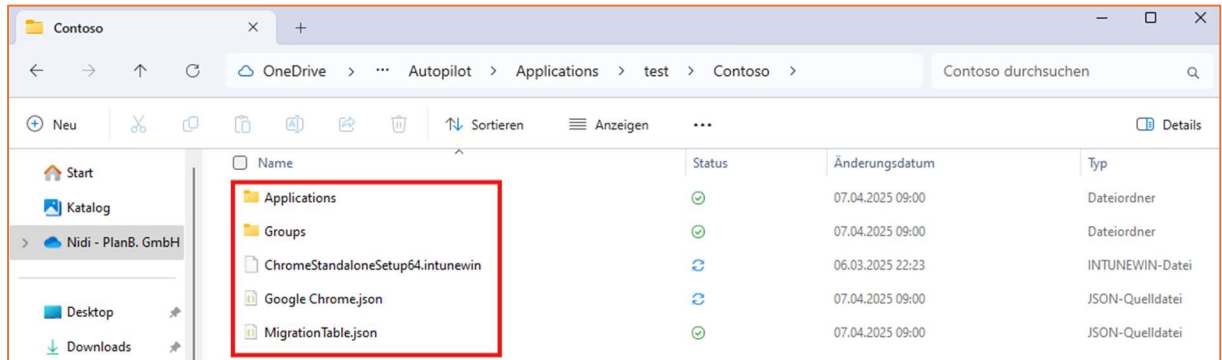 Contoso
OneDrive > ... Autopilot > Applications > test > Contoso >
Contoso durchsuchen
Neu
Sortieren
Anzeigen
...
Details
Start
Katalog
Nidi - PlanB. GmbH
Desktop
Downloads
Name Status Änderungsdatum Typ
Applications 07.04.2025 09:00 Dateiordner
Groups 07.04.2025 09:00 Dateiordner
ChromeStandaloneSetup64.intunewin 06.03.2025 22:23 INTUNEWIN-Datei
Google Chrome.json 07.04.2025 09:00 JSON-Quelldatei
MigrationTable.json 07.04.2025 09:00 JSON-Quelldatei